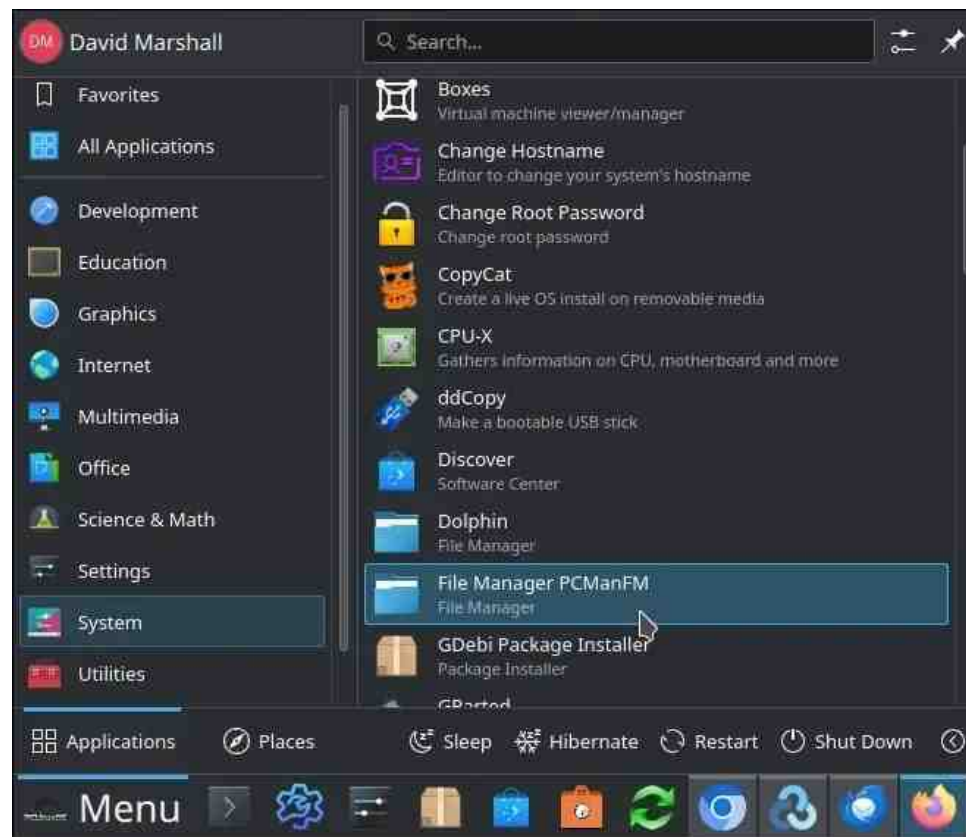 DM David Marshall
Search...
Favorites
All Applications
Development
Education
Graphics
Internet
Multimedia
Office
Science & Math
Settings
System
Utilities
Boxes
Virtual machine viewer/manager
Change Hostname
Editor to change your system's hostname
Change Root Password
Change root password
CopyCat
Create a live OS install on removable media
CPU-X
Gathers information on CPU, motherboard and more
ddCopy
Make a bootable USB stick
Discover
Software Center
Dolphin
File Manager
File Manager PCManFM
File Manager
GDebi Package Installer
Package Installer
GParted
Applications
Places
Sleep
Hibernate
Restart
Shut Down
Menu